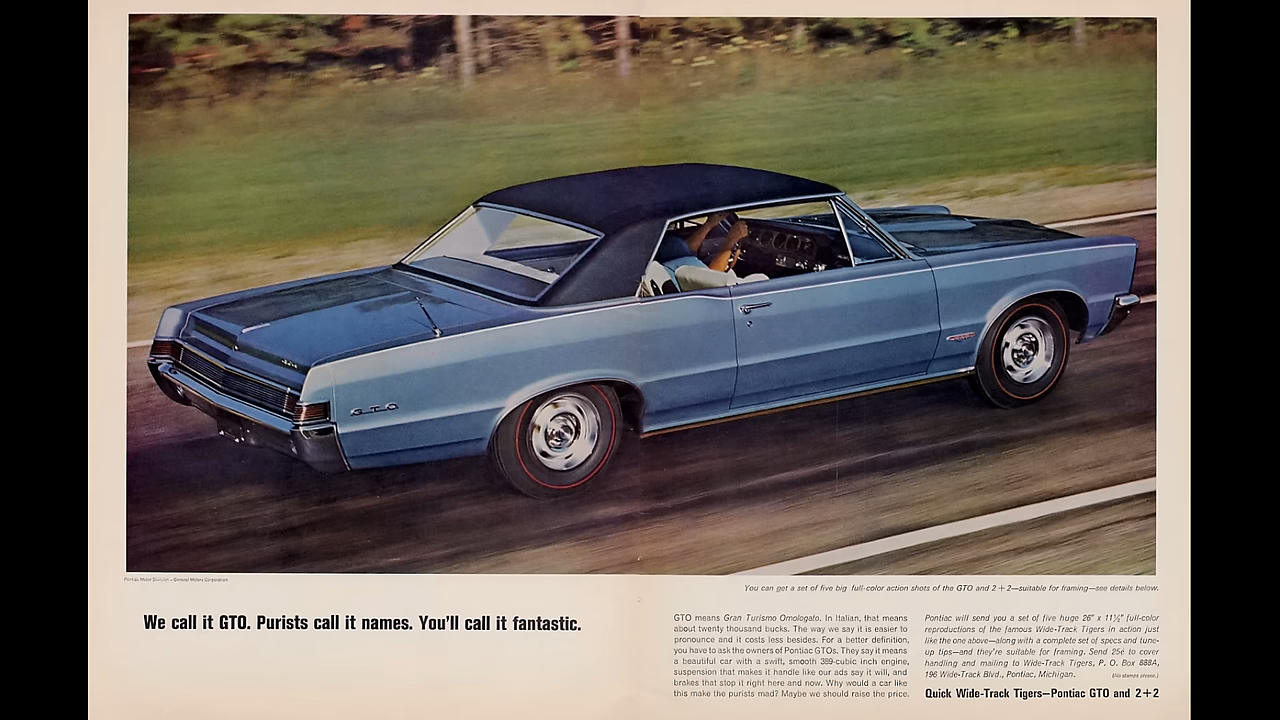 GTO
Pontiac Motor Division • General Motors Corporation
You can get a set of five big full-color action shots of the GTO and 2+2—suitable for framing—see details below.
We call it GTO. Purists call it names. You'll call it fantastic.
GTO means Gran Turismo Omologato. In Italian, that means
about twenty thousand bucks. The way we say it is easier to
pronounce and it costs less besides. For a better definition,
you have to ask the owners of Pontiac GTOs. They say it means
a beautiful car with a swift, smooth 389-cubic inch engine,
suspension that makes it handle like our ads say it will, and
brakes that stop it right here and now. Why would a car like
this make the purists mad? Maybe we should raise the price.
Pontiac will send you a set of five huge 26" x 11½" full-color
reproductions of the famous Wide-Track Tigers in action just
like the one above—along with a complete set of specs and tune-
up tips—and they're suitable for framing. Send 25¢ to cover
handling and mailing to Wide-Track Tigers, P. O. Box 888A,
196 Wide-Track Blvd., Pontiac, Michigan. (No stamps please.)
Quick Wide-Track Tigers—Pontiac GTO and 2+2